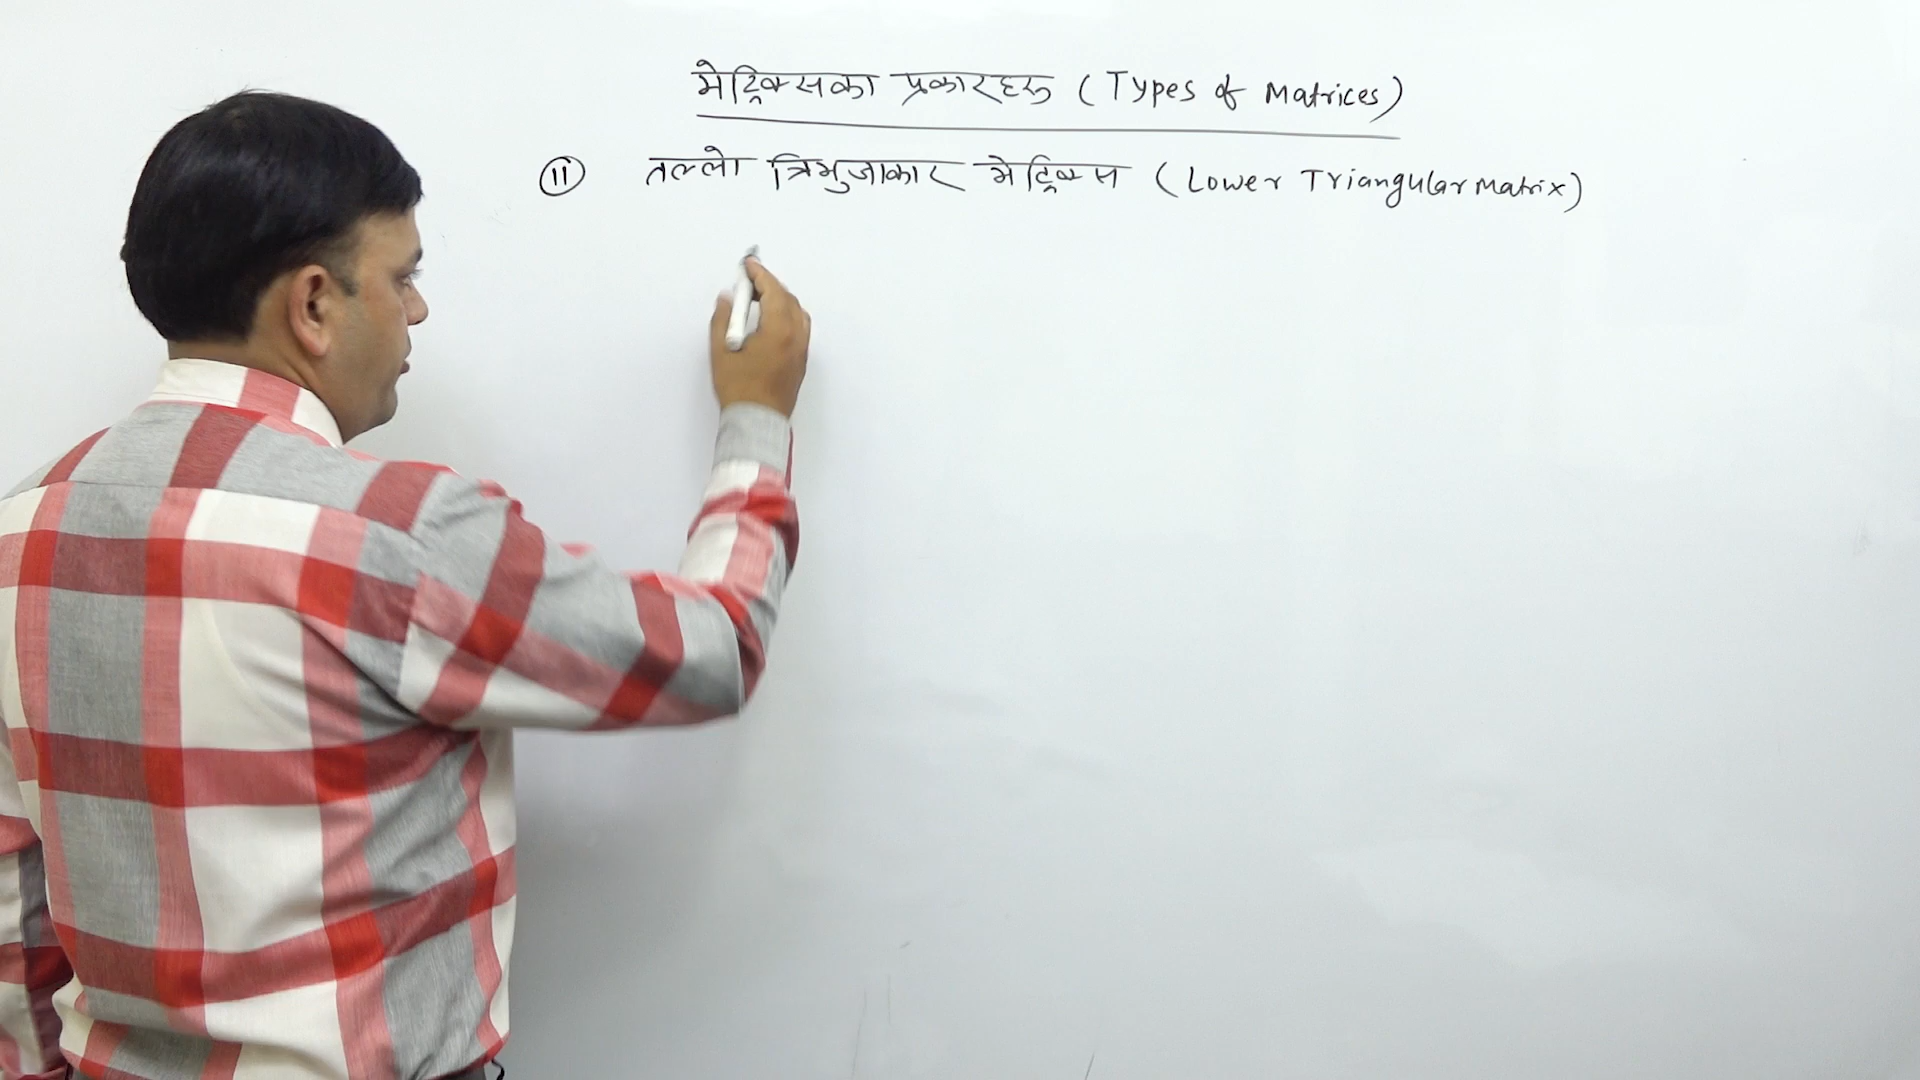 मेट्रिक्सका प्रकारहरु (Types of Matrices)
11 तल्लो त्रिभुजाकार मेट्रिक्स (Lower Triangular Matrix)